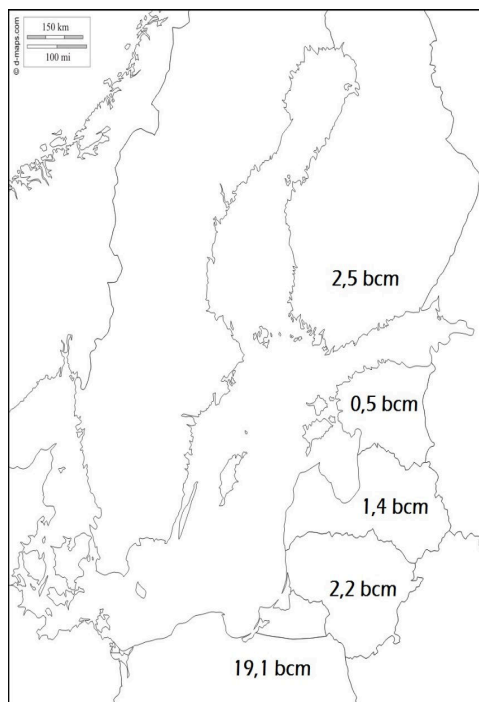 150 km
100 mi
© d-maps.com
2,5 bcm
0,5 bcm
1,4 bcm
2,2 bcm
19,1 bcm